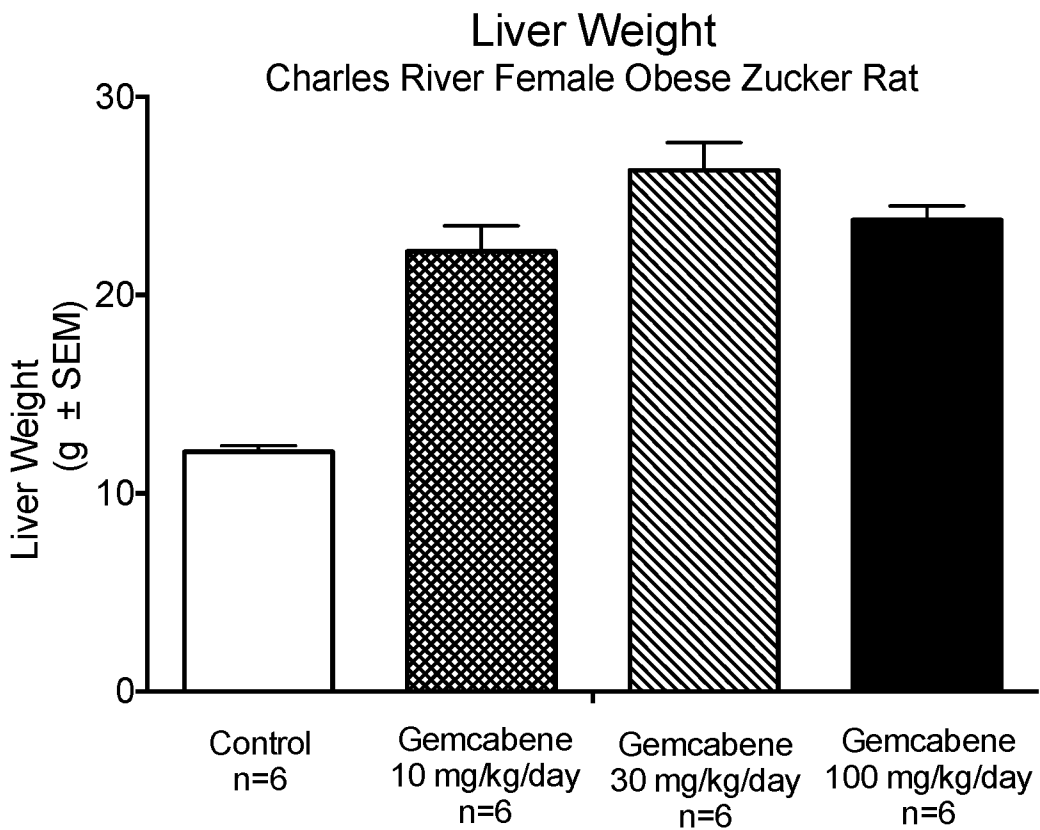 Liver Weight
Charles River Female Obese Zucker Rat
30
20
10
0
Liver Weight
(g ± SEM)
Control
n=6
Gemcabene
10 mg/kg/day
n=6
Gemcabene
30 mg/kg/day
n=6
Gemcabene
100 mg/kg/day
n=6